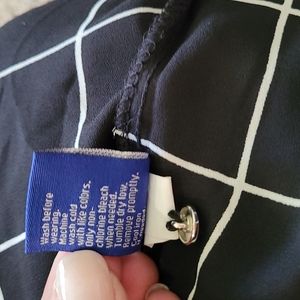 Wash before
wearing.
Machine
wash cold
with like colors.
Only non-
chlorine bleach
when needed.
Tumble dry low.
Remove promptly.